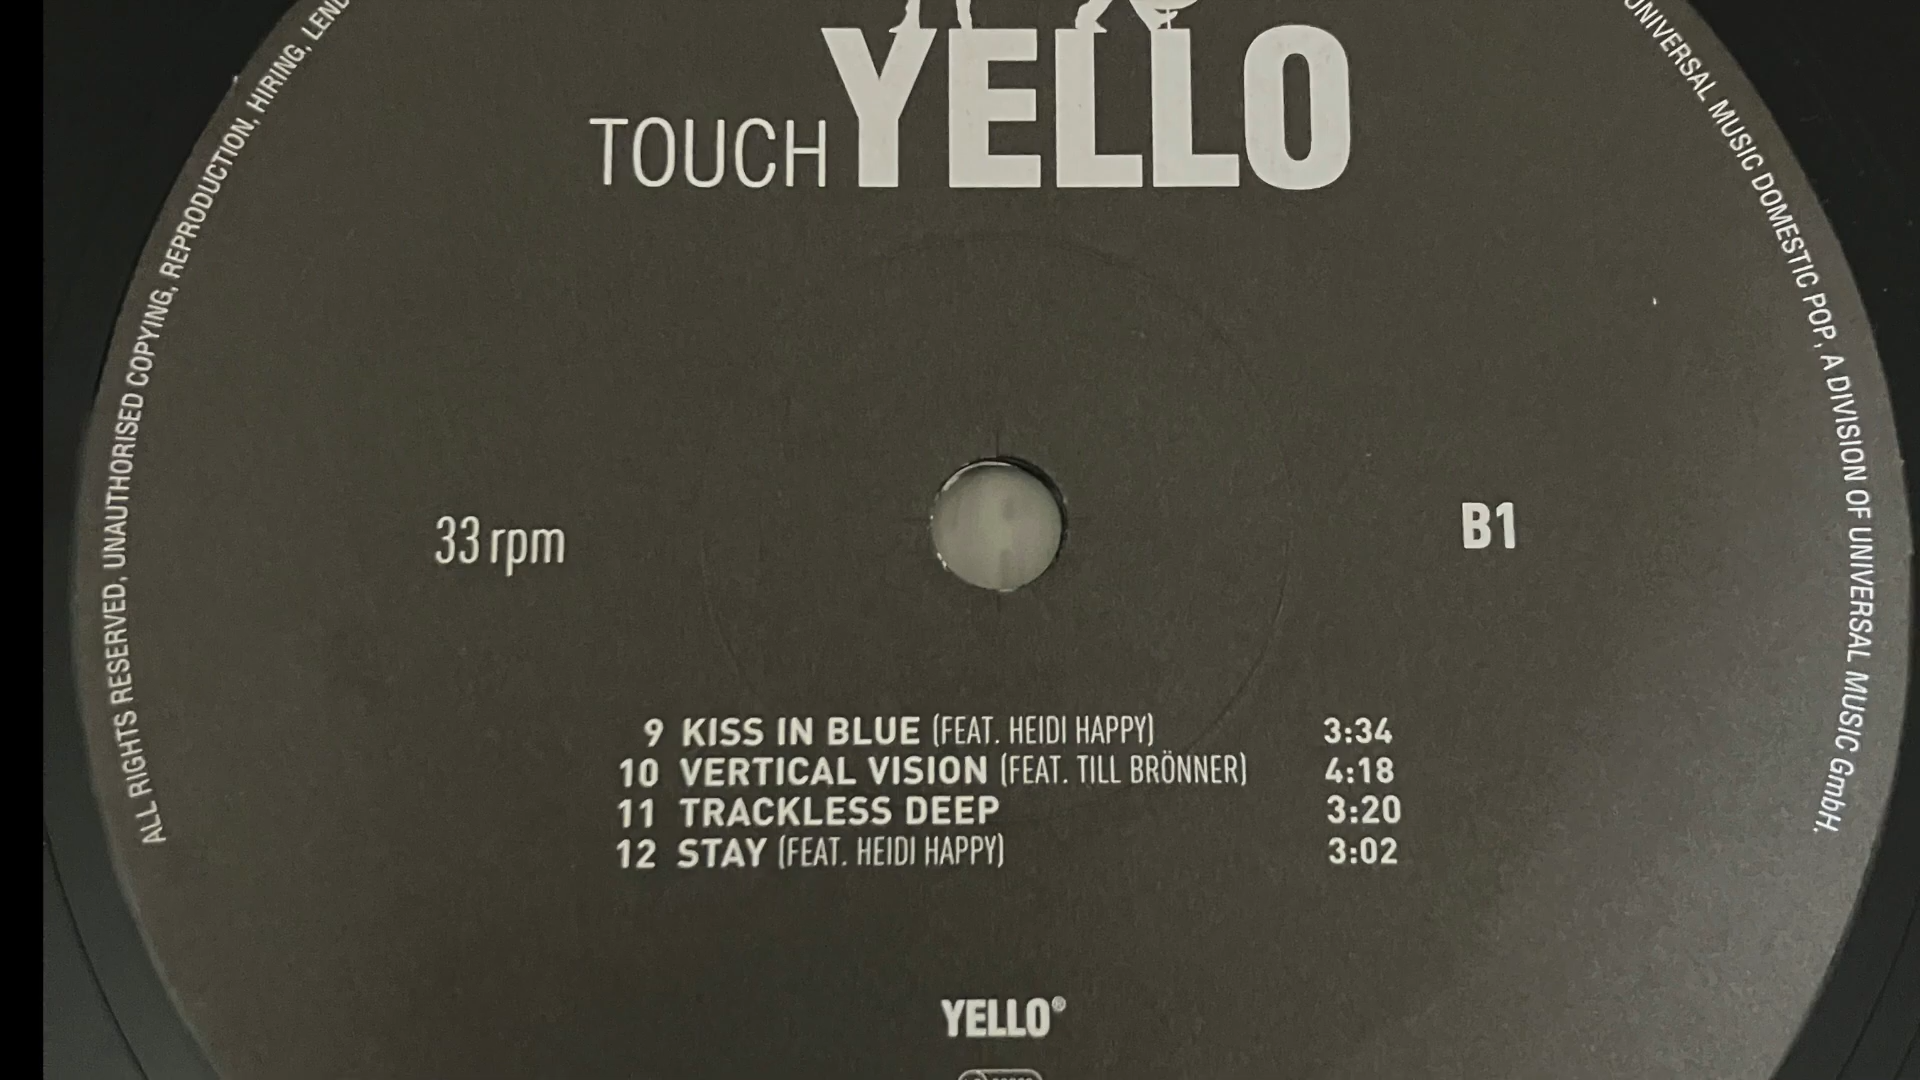 TOUCH YELLO
33 rpm
B1
9 KISS IN BLUE (FEAT. HEIDI HAPPY) 3:34
10 VERTICAL VISION (FEAT. TILL BRÖNNER) 4:18
11 TRACKLESS DEEP 3:20
12 STAY (FEAT. HEIDI HAPPY) 3:02
YELLO®
ALL RIGHTS RESERVED, UNAUTHORISED COPYING, REPRODUCTION, HIRING,
UNIVERSAL MUSIC DOMESTIC POP, A DIVISION OF UNIVERSAL MUSIC GmbH.